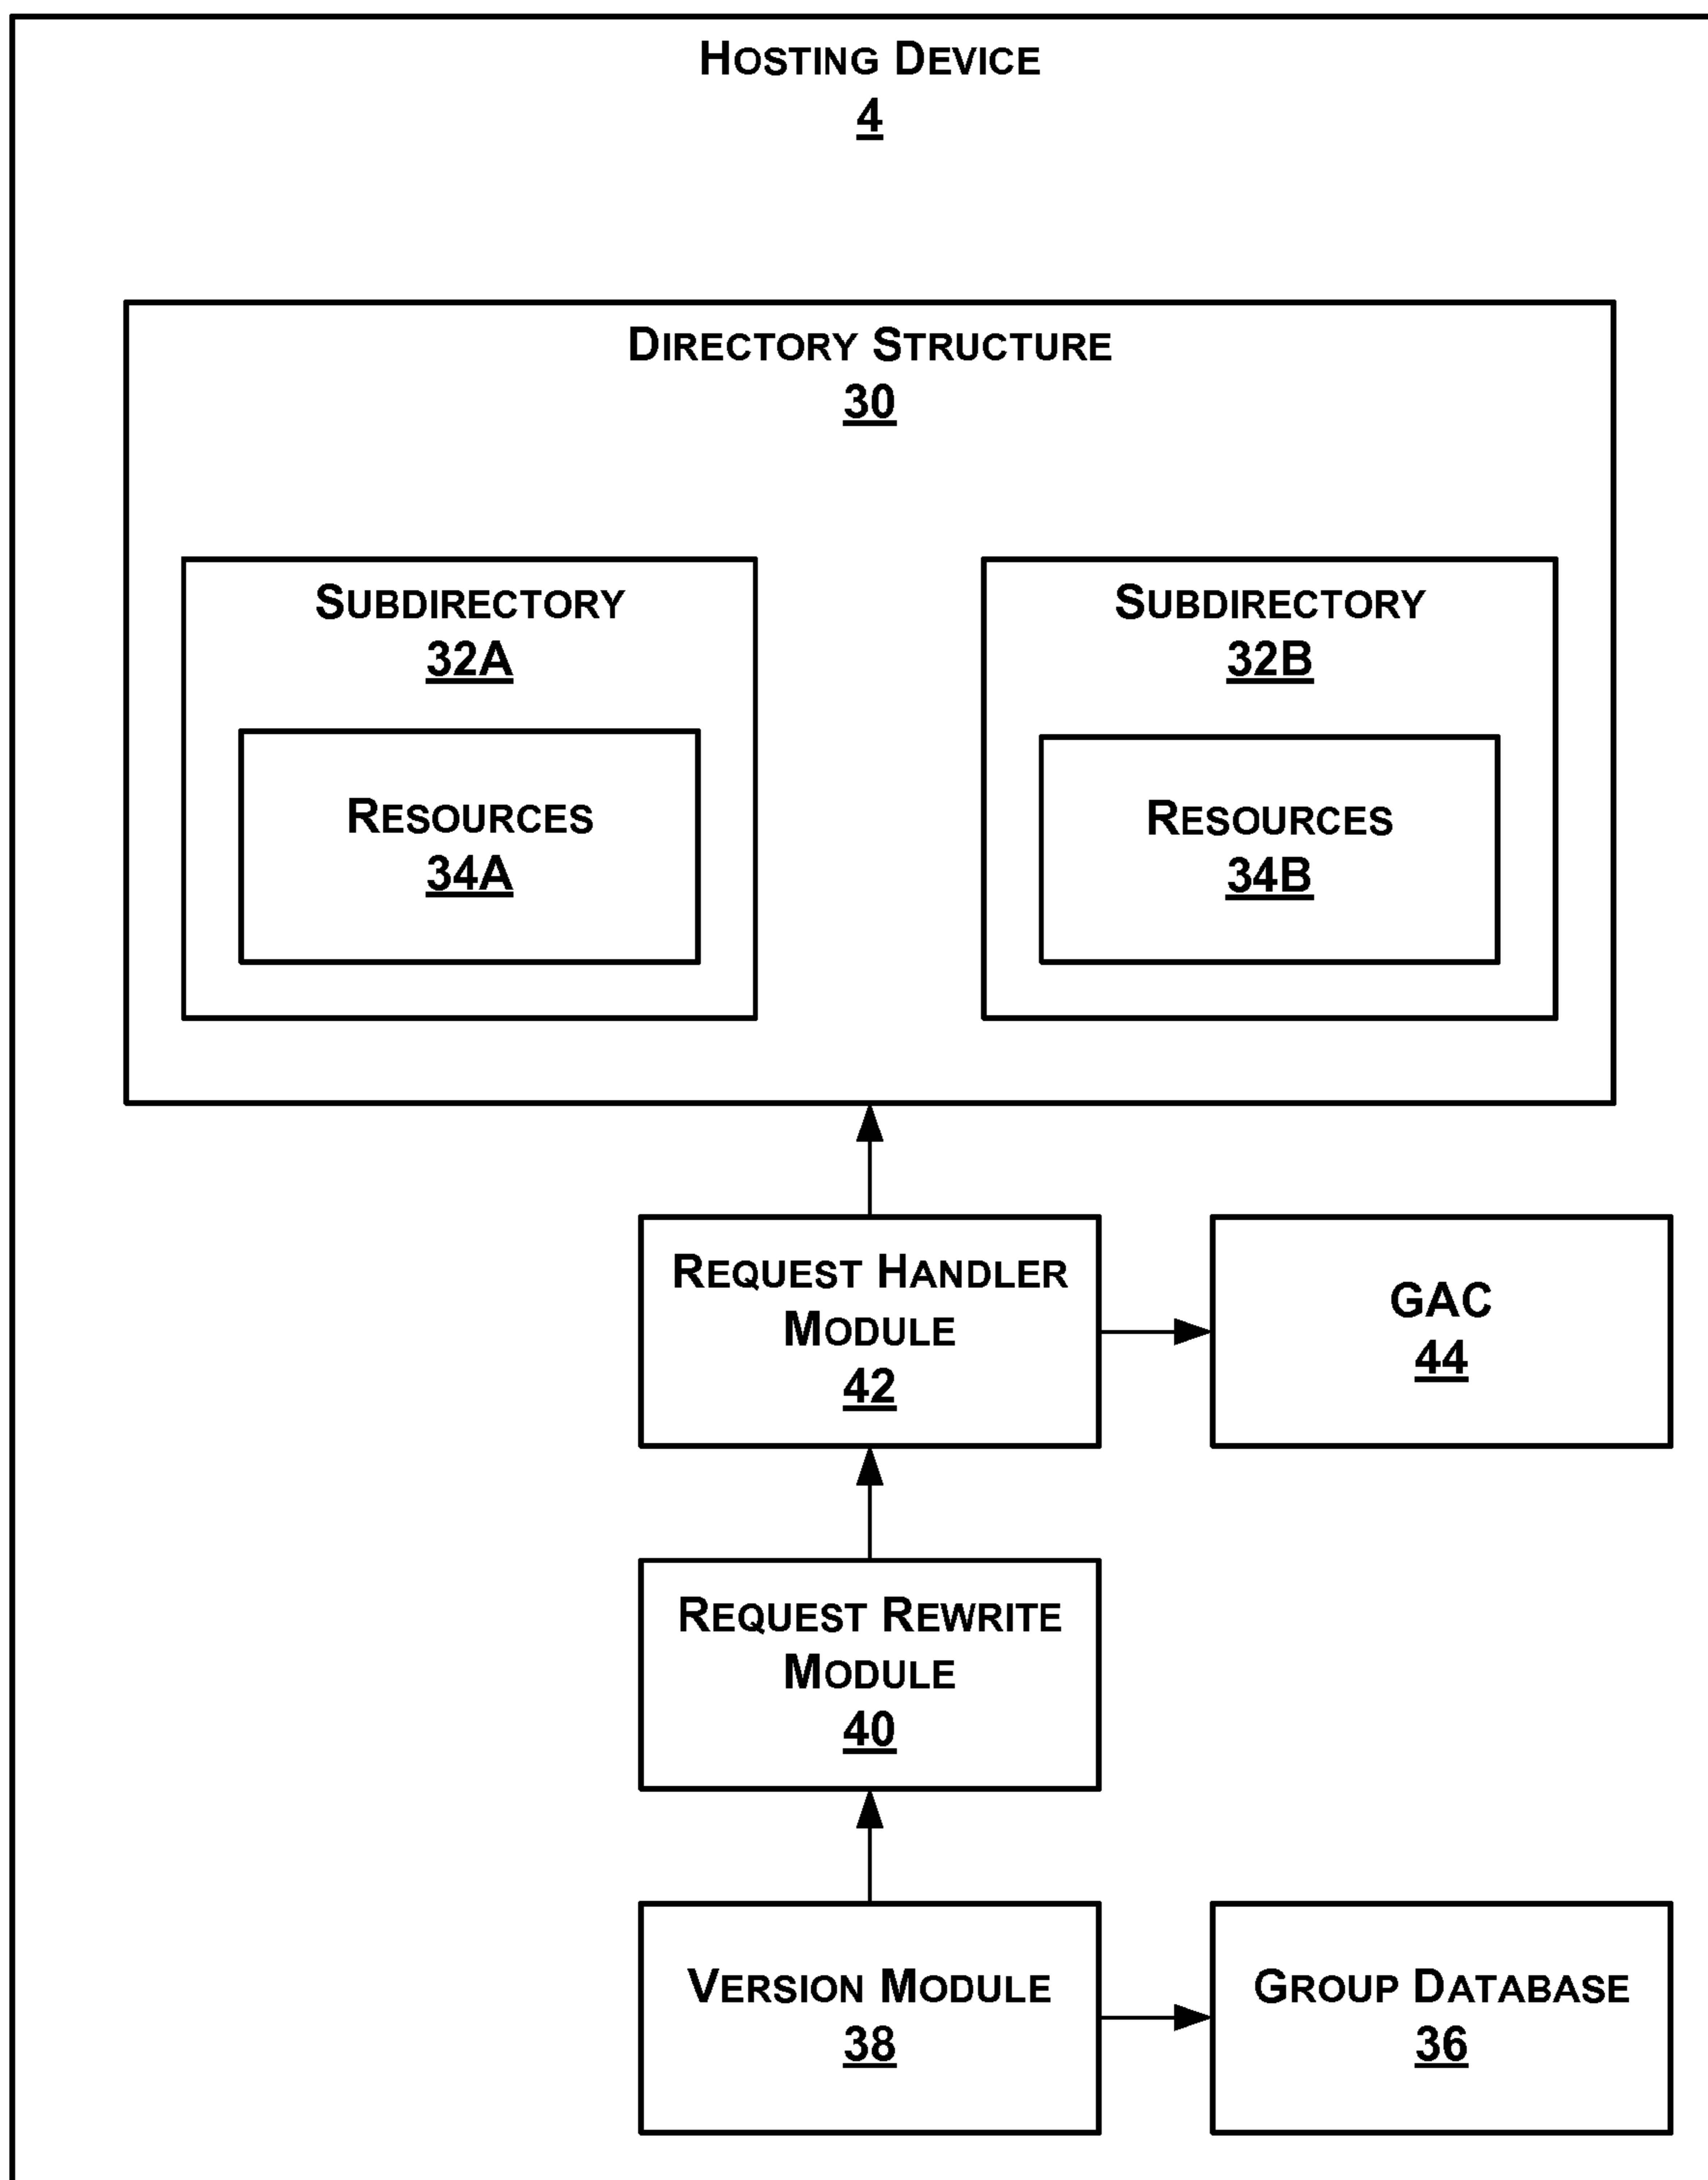 HOSTING DEVICE
4
DIRECTORY STRUCTURE
30
SUBDIRECTORY
32A
SUBDIRECTORY
32B
RESOURCES
34A
RESOURCES
34B
REQUEST HANDLER
MODULE
42
GAC
44
REQUEST REWRITE
MODULE
40
VERSION MODULE
38
GROUP DATABASE
36